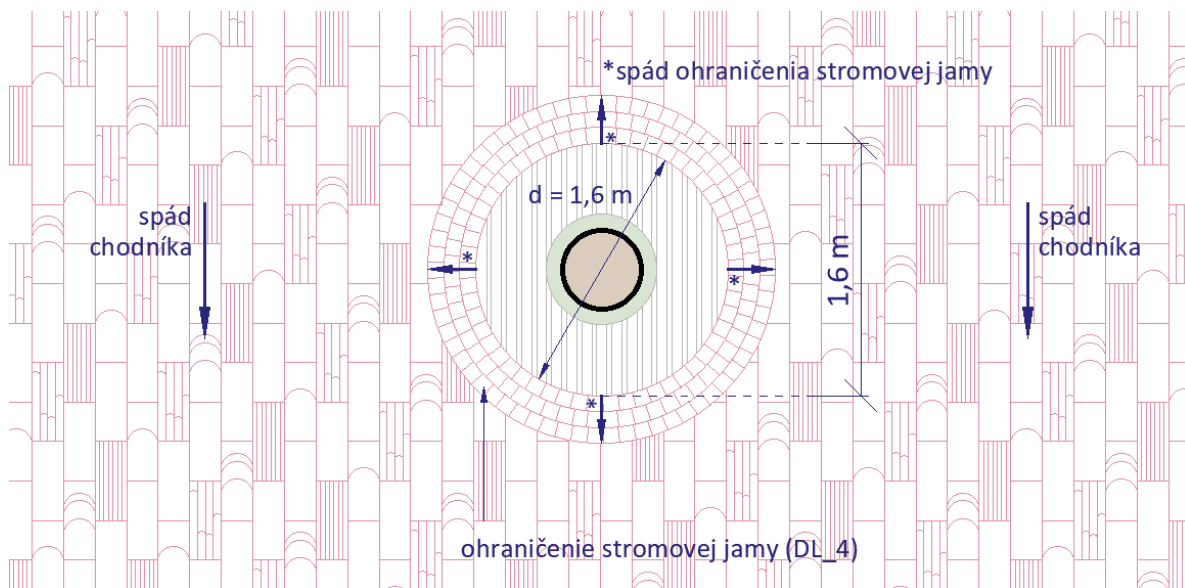 *spád ohraničenia stromovej jamy
*
d = 1,6 m
spád
chodníka
spád
chodníka
*
*
1,6 m
*
ohraničenie stromovej jamy (DL_4)